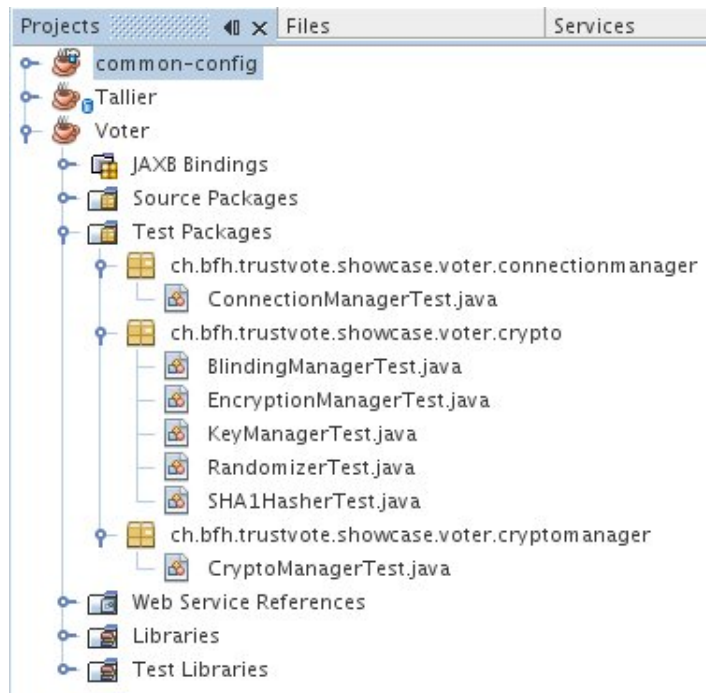 Projects Files Services
common-config
Tallier
Voter
JAXB Bindings
Source Packages
Test Packages
ch.bfh.trustvote.showcase.voter.connectionmanager
ConnectionManagerTest.java
ch.bfh.trustvote.showcase.voter.crypto
BlindingManagerTest.java
EncryptionManagerTest.java
KeyManagerTest.java
RandomizerTest.java
SHA1HasherTest.java
ch.bfh.trustvote.showcase.voter.cryptomanager
CryptoManagerTest.java
Web Service References
Libraries
Test Libraries